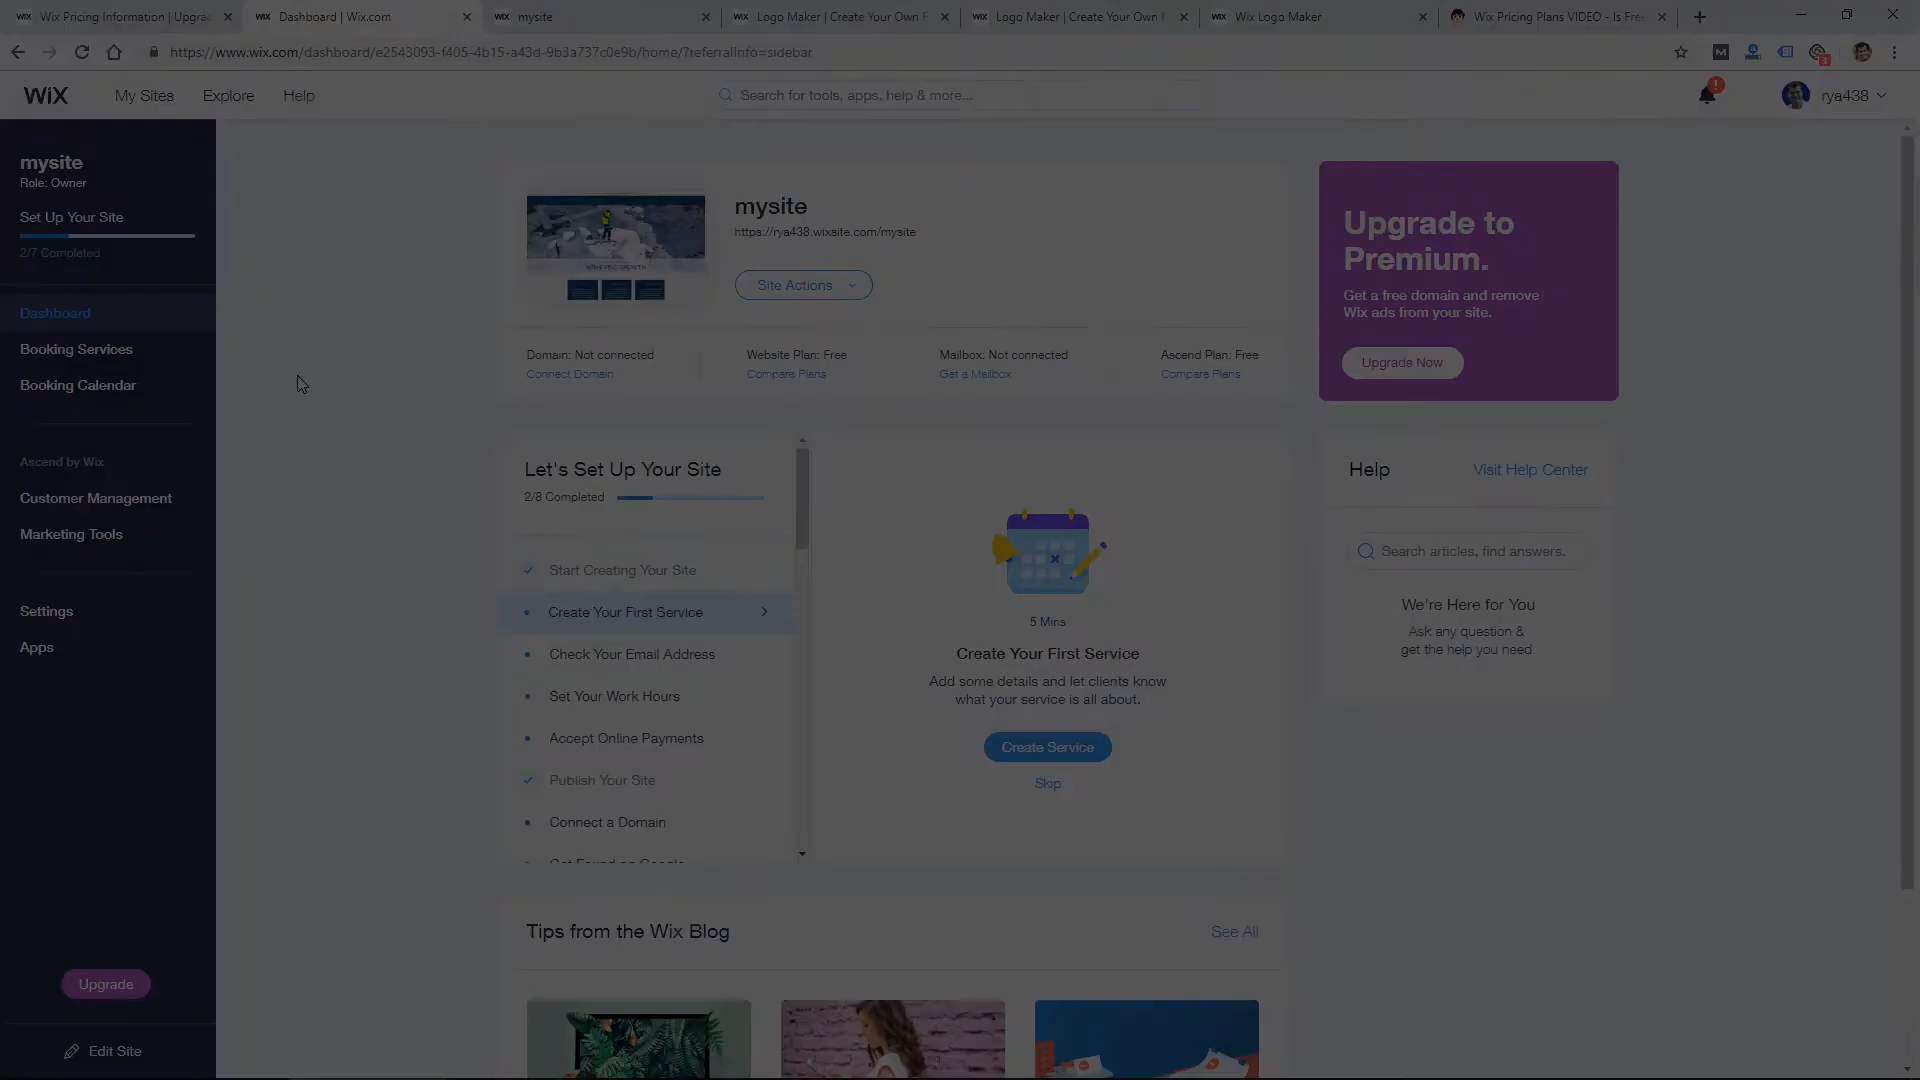 Wix Pricing Information | Upgra
Dashboard | Wix.com
mysite
Logo Maker | Create Your Own F
Logo Maker | Create Your Own
Wix Logo Maker
Wix Pricing Plans VIDEO - Is Free
https://www.wix.com/dashboard/e2543093-f405-4b15-a43d-9b3a737c0e9b/home/?referralInfo=sidebar
3
WiX
My Sites
Explore
Help
Search for tools, apps, help & more...
!
rya438
mysite
Role: Owner
Set Up Your Site
2/7 Completed
Dashboard
Booking Services
Booking Calendar
Ascend by Wix
Customer Management
Marketing Tools
Settings
Apps
Upgrade
Edit Site
mysite
https://rya438.wixsite.com/mysite
Site Actions
ACHIEVING GROWTH
Domain: Not connected
Connect Domain
Website Plan: Free
Compare Plans
Mailbox: Not connected
Get a Mailbox
Ascend Plan: Free
Compare Plans
Upgrade to
Premium.
Get a free domain and remove
Wix ads from your site.
Upgrade Now
Let's Set Up Your Site
2/8 Completed
Start Creating Your Site
Create Your First Service
Check Your Email Address
Set Your Work Hours
Accept Online Payments
Publish Your Site
Connect a Domain
Get Found on Google
5 Mins
Create Your First Service
Add some details and let clients know
what your service is all about.
Create Service
Skip
Help
Visit Help Center
Search articles, find answers.
We're Here for You
Ask any question &
get the help you need.
Tips from the Wix Blog
See All